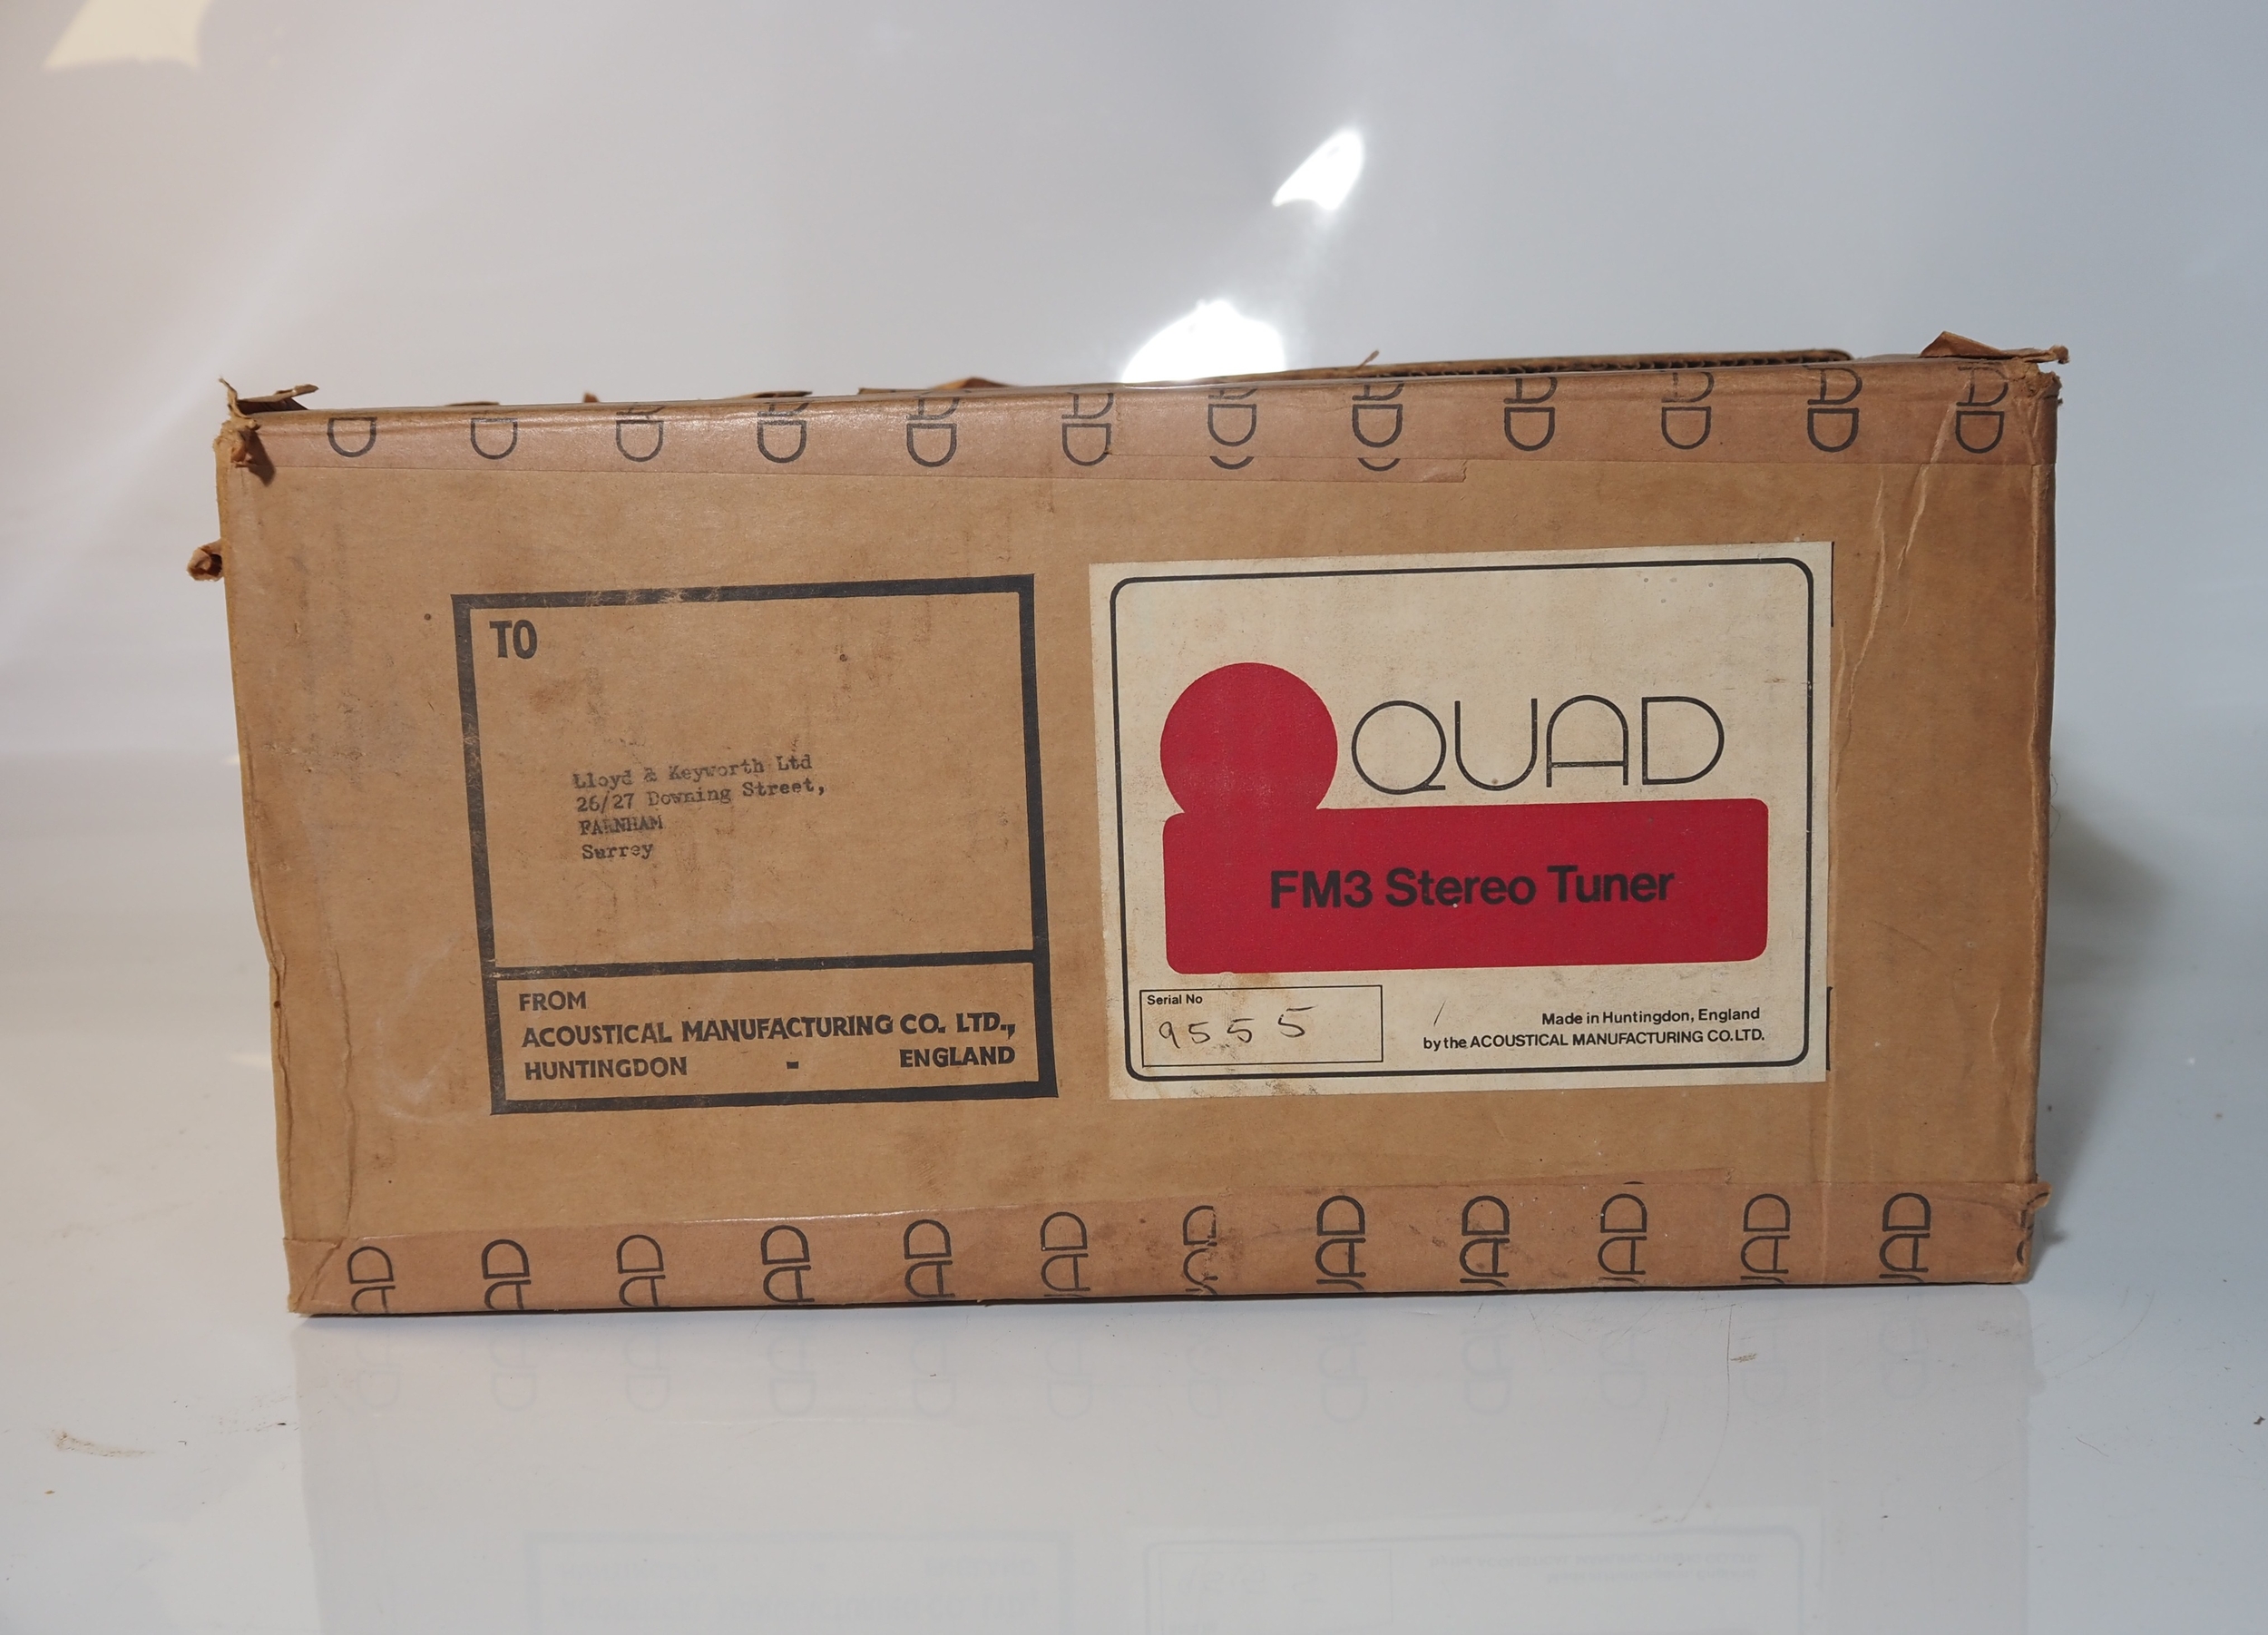 TO
Lloyd & Keyworth Ltd
26/27 Downing Street,
FARNHAM
Surrey
FROM
ACOUSTICAL MANUFACTURING CO. LTD.,
HUNTINGDON - ENGLAND
QUAD
FM3 Stereo Tuner
Serial No
9555
Made in Huntingdon, England
by the ACOUSTICAL MANUFACTURING CO. LTD.